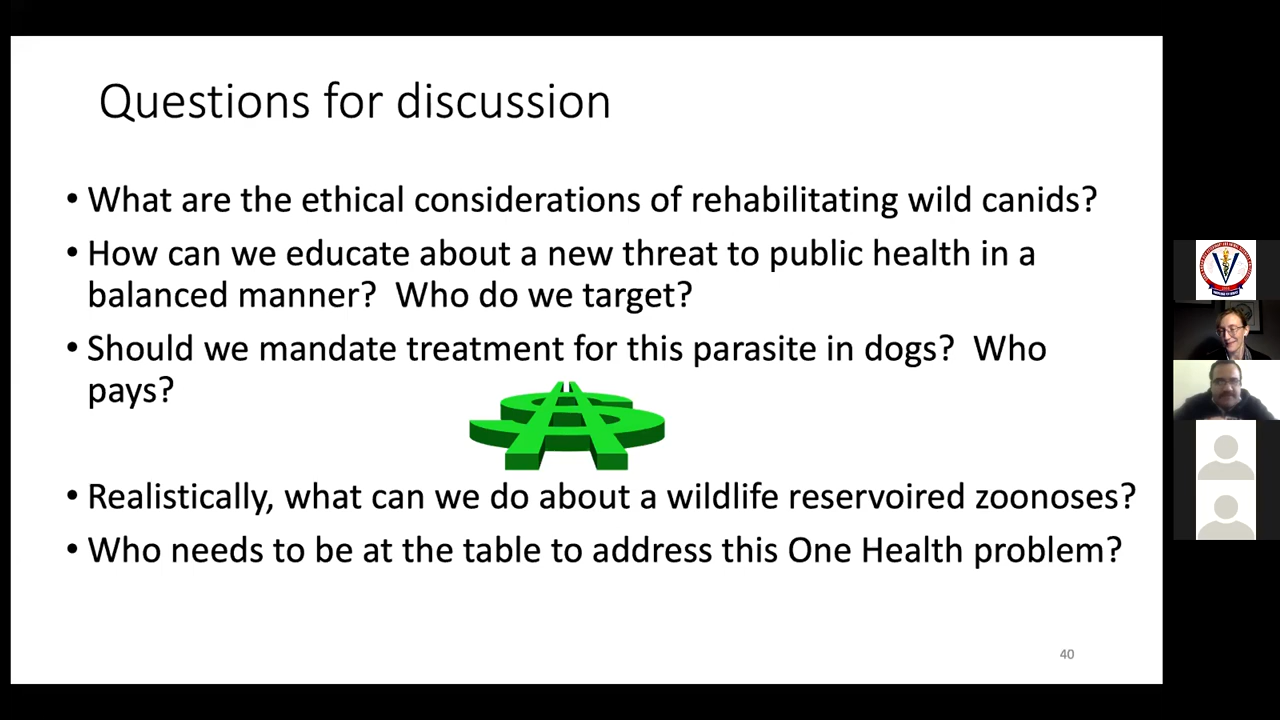 Questions for discussion
• What are the ethical considerations of rehabilitating wild canids?
• How can we educate about a new threat to public health in a
balanced manner?  Who do we target?
• Should we mandate treatment for this parasite in dogs?  Who
pays?
• Realistically, what can we do about a wildlife reservoired zoonoses?
• Who needs to be at the table to address this One Health problem?
40